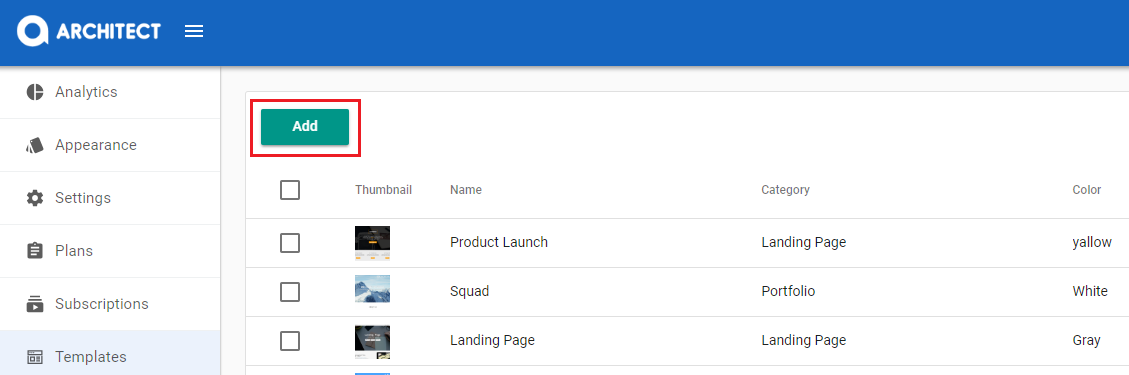 ARCHITECT
Analytics
Appearance
Settings
Plans
Subscriptions
Templates
Add
Thumbnail Name Category Color
Product Launch Landing Page yallow
Squad Portfolio White
Landing Page Landing Page Gray